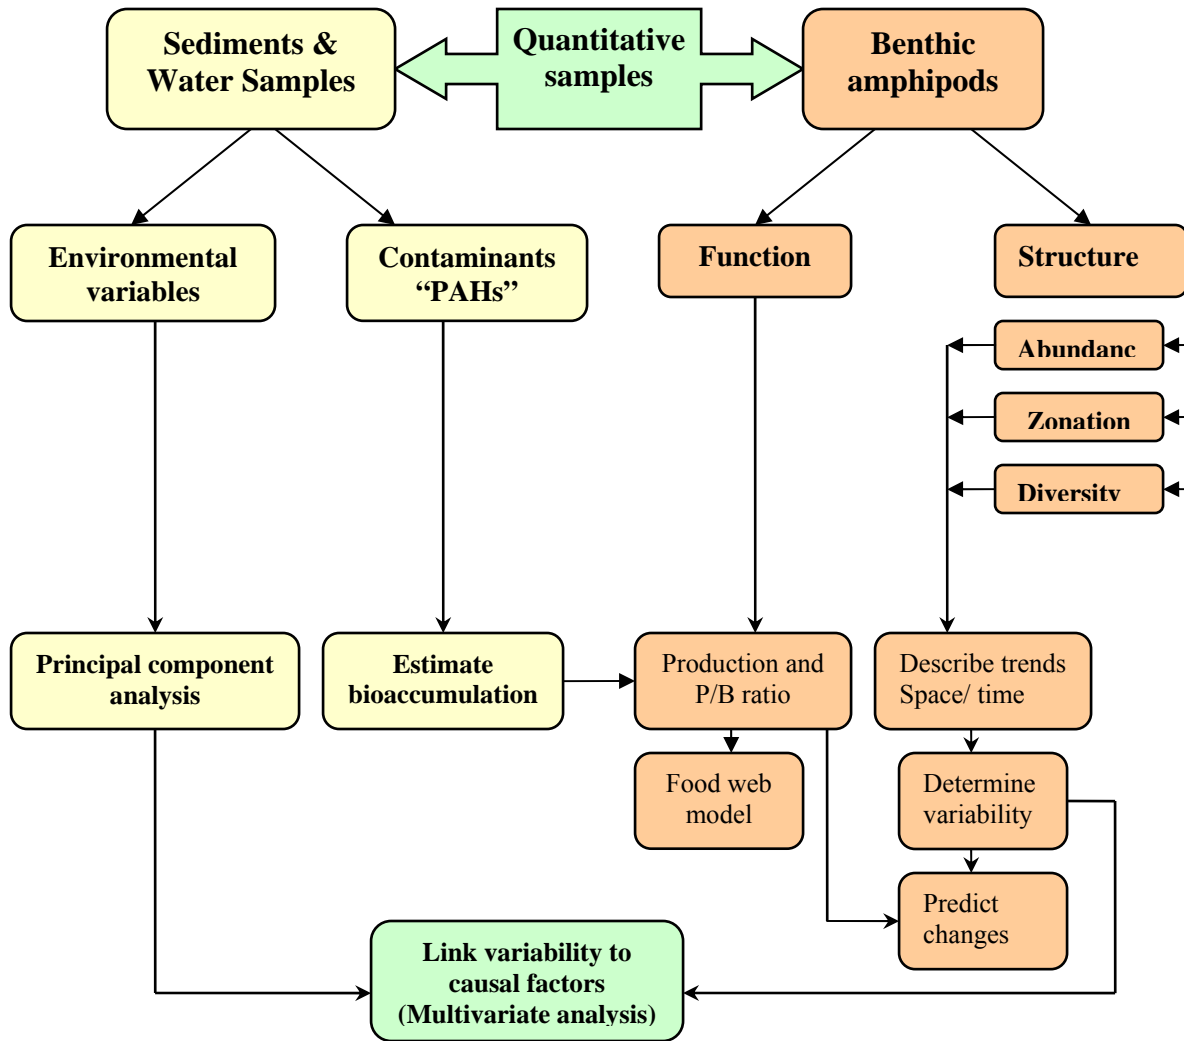 Sediments &
Water Samples
Quantitative
samples
Benthic
amphipods
Environmental
variables
Contaminants
“PAHs”
Function
Structure
Abundanc
Zonation
Diversity
Principal component
analysis
Estimate
bioaccumulation
Production and
P/B ratio
Describe trends
Space/ time
Food web
model
Determine
variability
Predict
changes
Link variability to
causal factors
(Multivariate analysis)